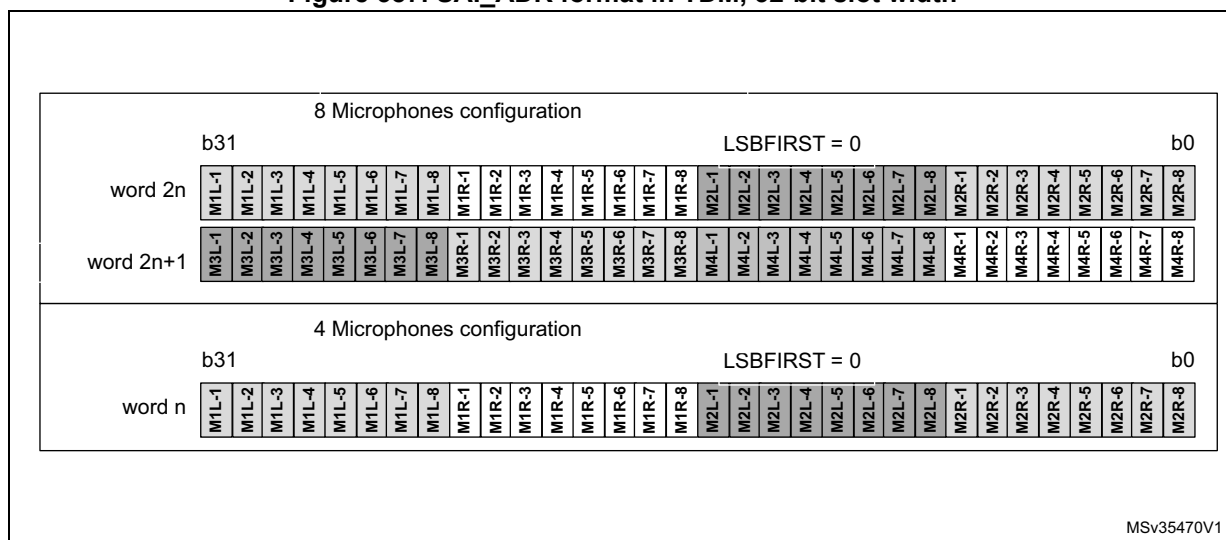 8 Microphones configuration
b31 LSBFIRST = 0 b0
word 2n M1L-1 M1L-2 M1L-3 M1L-4 M1L-5 M1L-6 M1L-7 M1L-8 M1R-1 M1R-2 M1R-3 M1R-4 M1R-5 M1R-6 M1R-7 M1R-8 M2L-1 M2L-2 M2L-3 M2L-4 M2L-5 M2L-6 M2L-7 M2L-8 M2R-1 M2R-2 M2R-3 M2R-4 M2R-5 M2R-6 M2R-7 M2R-8
word 2n+1 M3L-1 M3L-2 M3L-3 M3L-4 M3L-5 M3L-6 M3L-7 M3L-8 M3R-1 M3R-2 M3R-3 M3R-4 M3R-5 M3R-6 M3R-7 M3R-8 M4L-1 M4L-2 M4L-3 M4L-4 M4L-5 M4L-6 M4L-7 M4L-8 M4R-1 M4R-2 M4R-3 M4R-4 M4R-5 M4R-6 M4R-7 M4R-8
4 Microphones configuration
b31 LSBFIRST = 0 b0
word n M1L-1 M1L-2 M1L-3 M1L-4 M1L-5 M1L-6 M1L-7 M1L-8 M1R-1 M1R-2 M1R-3 M1R-4 M1R-5 M1R-6 M1R-7 M1R-8 M2L-1 M2L-2 M2L-3 M2L-4 M2L-5 M2L-6 M2L-7 M2L-8 M2R-1 M2R-2 M2R-3 M2R-4 M2R-5 M2R-6 M2R-7 M2R-8
MSv35470V1